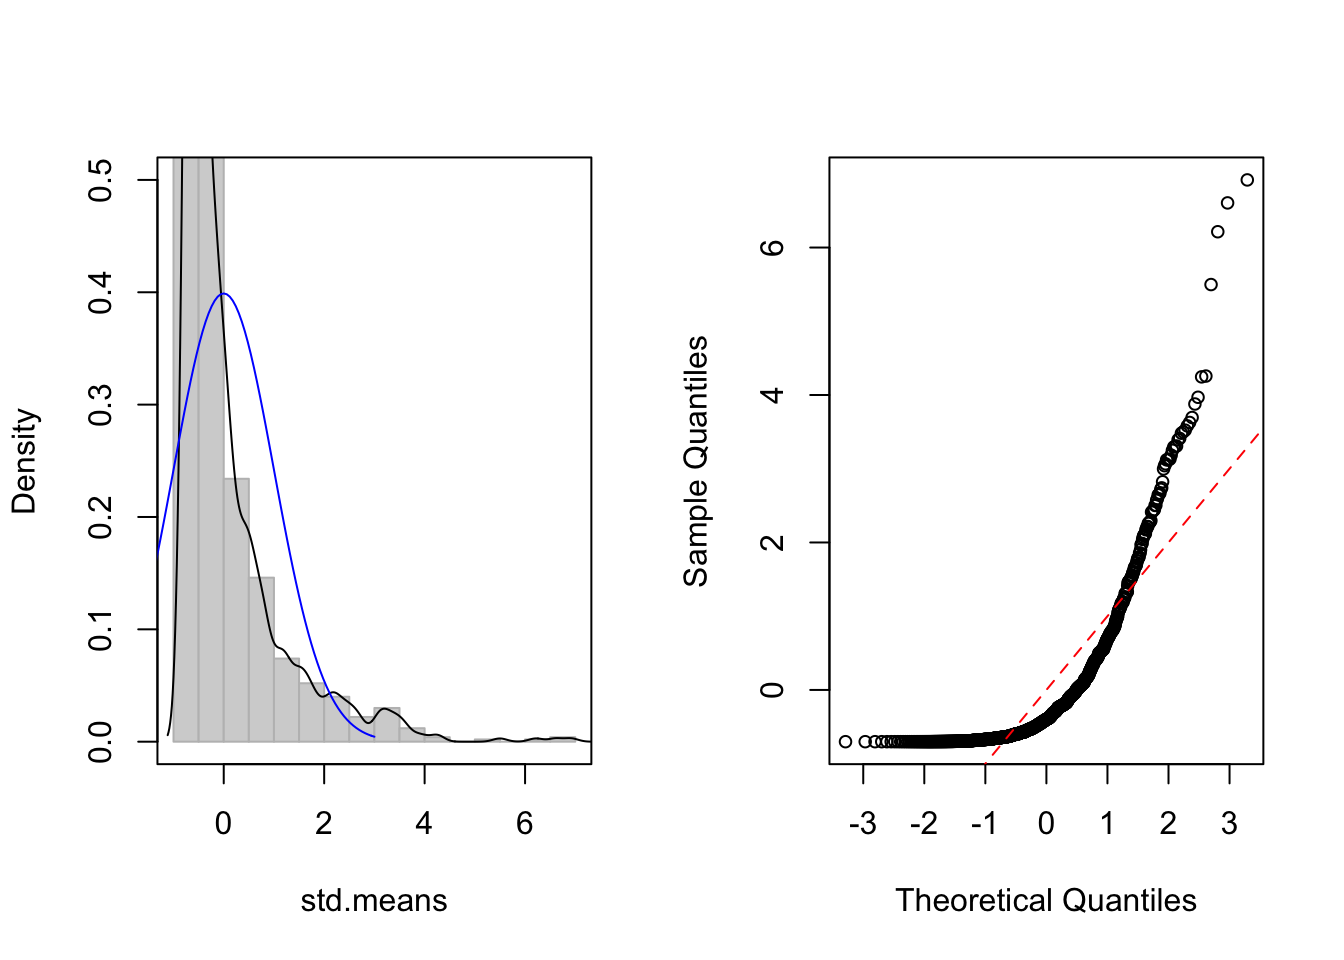 Density
0.0 0.1 0.2 0.3 0.4 0.5
0 2 4 6
std.means
Sample Quantiles
0 2 4 6
-3 -2 -1 0 1 2 3
Theoretical Quantiles